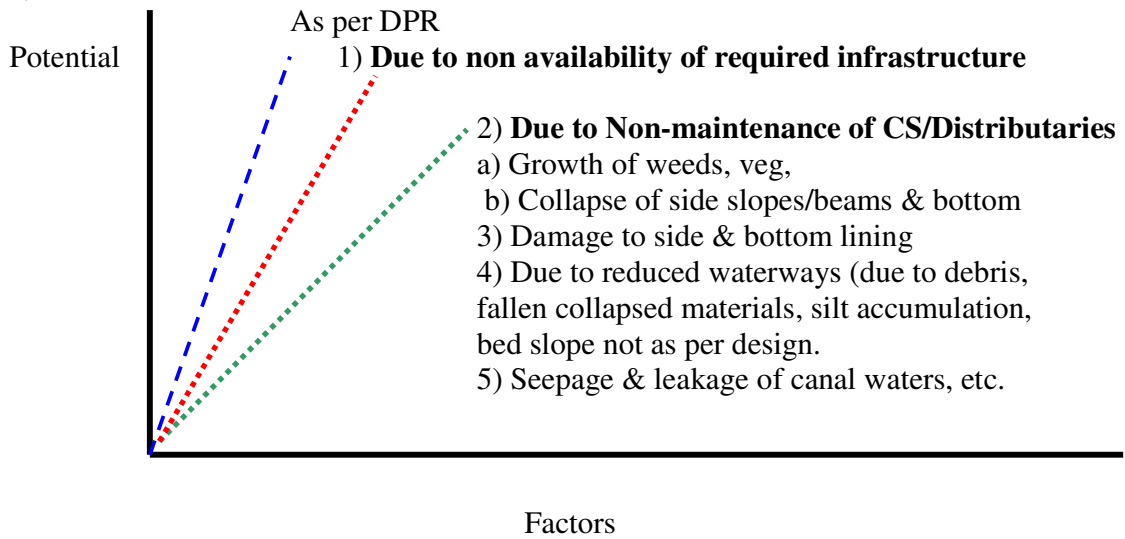 As per DPR
Potential
1) Due to non availability of required infrastructure
2) Due to Non-maintenance of CS/Distributaries
a) Growth of weeds, veg,
b) Collapse of side slopes/beams & bottom
3) Damage to side & bottom lining
4) Due to reduced waterways (due to debris,
fallen collapsed materials, silt accumulation,
bed slope not as per design.
5) Seepage & leakage of canal waters, etc.
Factors